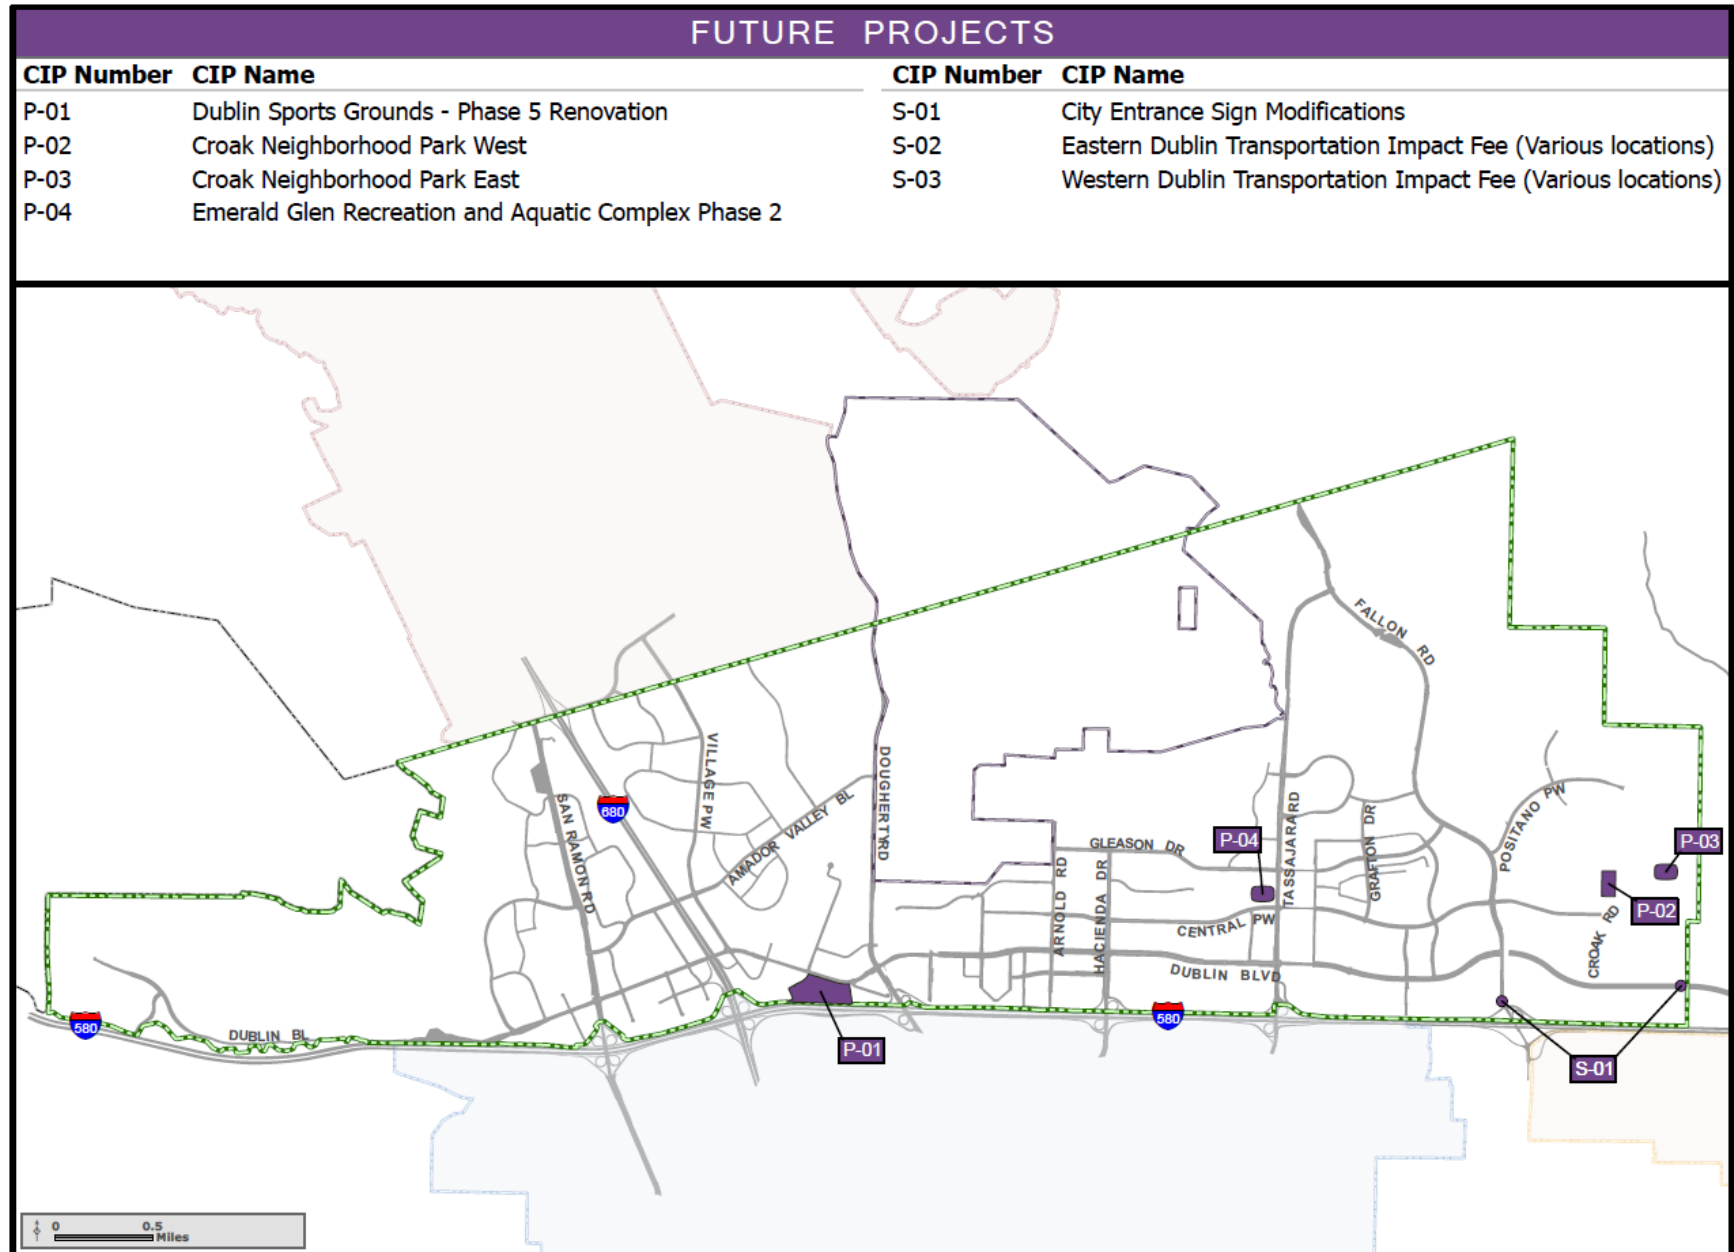 FUTURE PROJECTS
CIP Number CIP Name
P-01 Dublin Sports Grounds - Phase 5 Renovation
P-02 Croak Neighborhood Park West
P-03 Croak Neighborhood Park East
P-04 Emerald Glen Recreation and Aquatic Complex Phase 2
CIP Number CIP Name
S-01 City Entrance Sign Modifications
S-02 Eastern Dublin Transportation Impact Fee (Various locations)
S-03 Western Dublin Transportation Impact Fee (Various locations)
FALLON RD
VILLAGE PW
DOUGHERTY RD
SAN RAMON RD
680
AMADOR VALLEY BL
TASSAJARA RD
GRAFTON DR
POSITANO PW
P-04
P-03
GLEASON DR
ARNOLD RD
HACIENDA DR
P-02
CENTRAL PW
CROAK RD
DUBLIN BLVD
580
DUBLIN BL
580
P-01
S-01
0 0.5
Miles